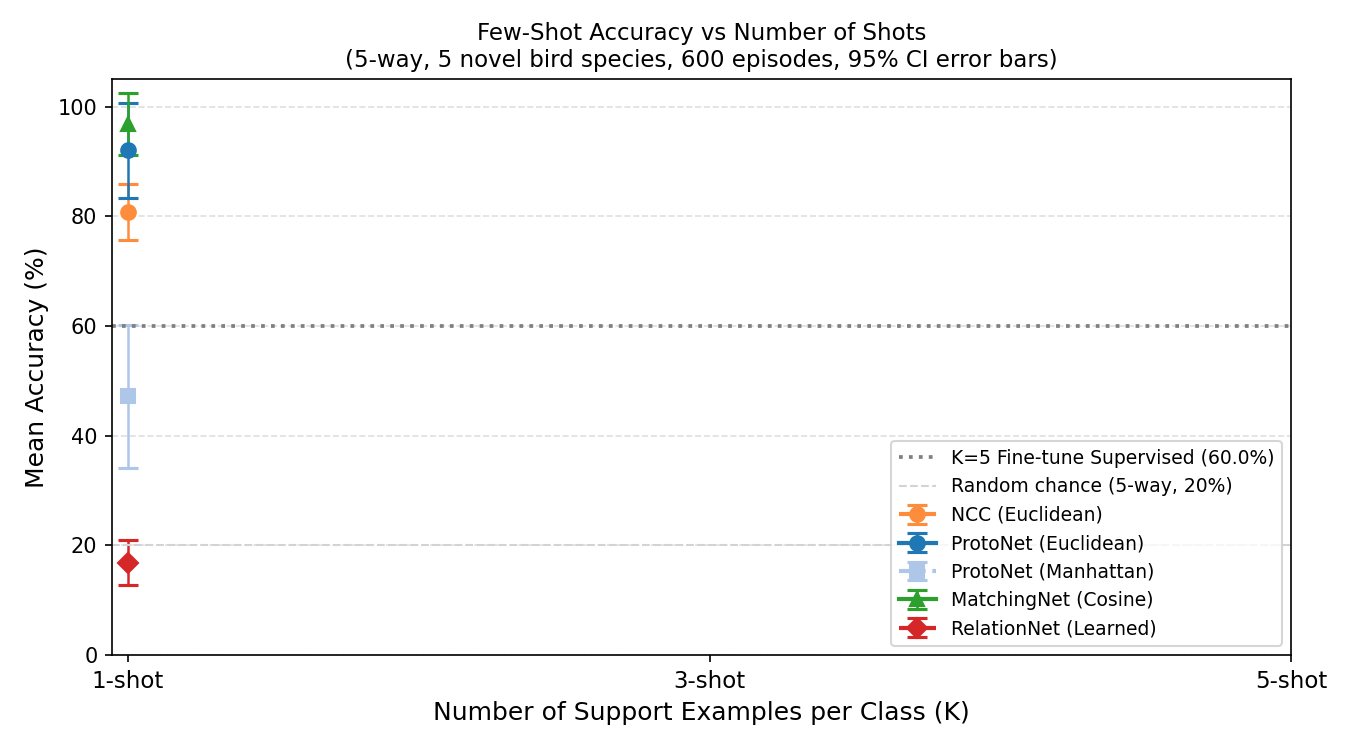 Few-Shot Accuracy vs Number of Shots
(5-way, 5 novel bird species, 600 episodes, 95% CI error bars)
Mean Accuracy (%)
100
80
60
40
20
0
K=5 Fine-tune Supervised (60.0%)
Random chance (5-way, 20%)
NCC (Euclidean)
ProtoNet (Euclidean)
ProtoNet (Manhattan)
MatchingNet (Cosine)
RelationNet (Learned)
1-shot
3-shot
5-shot
Number of Support Examples per Class (K)